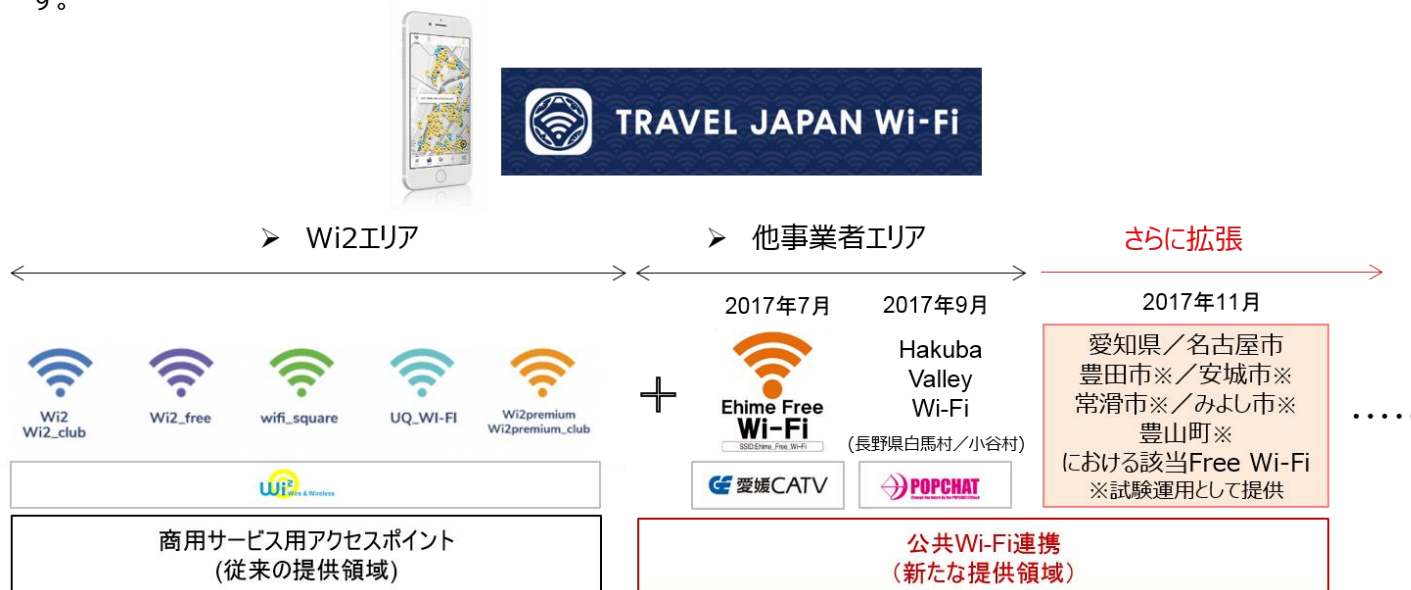 す。
TRAVEL JAPAN Wi-Fi
➢ Wi2エリア
➢ 他事業者エリア
さらに拡張
2017年7月
2017年9月
2017年11月
Wi2
Wi2_club
Wi2_free
wifi_square
UQ_WI-FI
Wi2premium
Wi2premium_club
+
Ehime Free
Wi-Fi
SSID:Ehime_Free_Wi-Fi
Hakuba
Valley
Wi-Fi
(長野県白馬村／小谷村)
愛知県／名古屋市
豊田市※／安城市※
常滑市※／みよし市※
豊山町※
における該当Free Wi-Fi
※試験運用として提供
・・・・・
Wi2 Wire & Wireless
愛媛CATV
POPCHAT
商用サービス用アクセスポイント
(従来の提供領域)
公共Wi-Fi連携
（新たな提供領域）